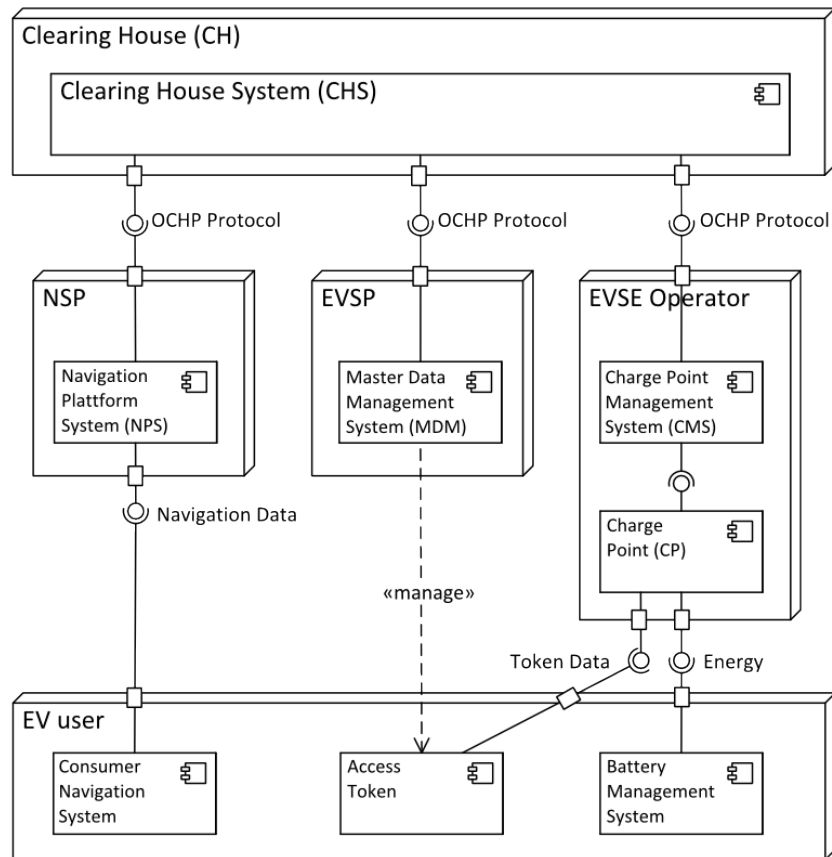 Clearing House (CH)
Clearing House System (CHS)
OCHP Protocol
OCHP Protocol
OCHP Protocol
NSP
EVSP
EVSE Operator
Navigation
Plattform
System (NPS)
Master Data
Management
System (MDM)
Charge Point
Management
System (CMS)
Navigation Data
Charge
Point (CP)
«manage»
Token Data
Energy
EV user
Consumer
Navigation
System
Access
Token
Battery
Management
System